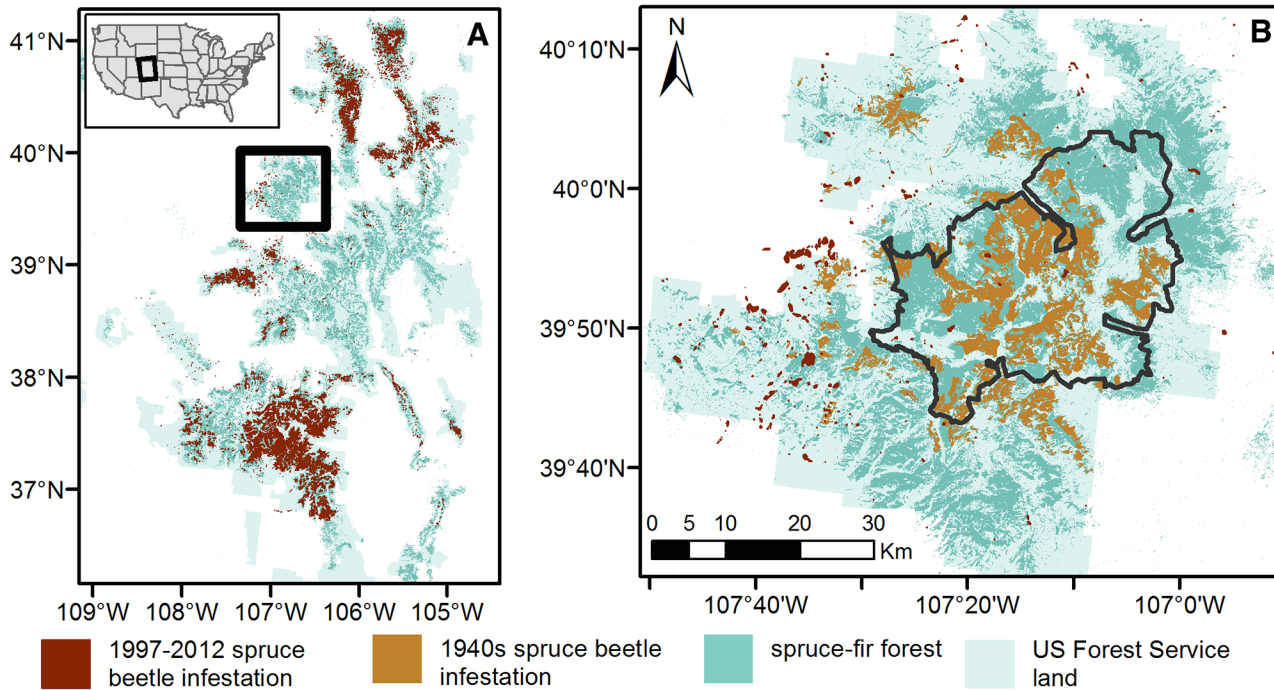 A
41°N
40°N
39°N
38°N
37°N
109°W 108°W 107°W 106°W 105°W
B
N
40°10'N
40°0'N
39°50'N
39°40'N
0 5 10 20 30
Km
107°40'W 107°20'W 107°0'W
1997-2012 spruce
beetle infestation
1940s spruce beetle
infestation
spruce-fir forest
US Forest Service
land